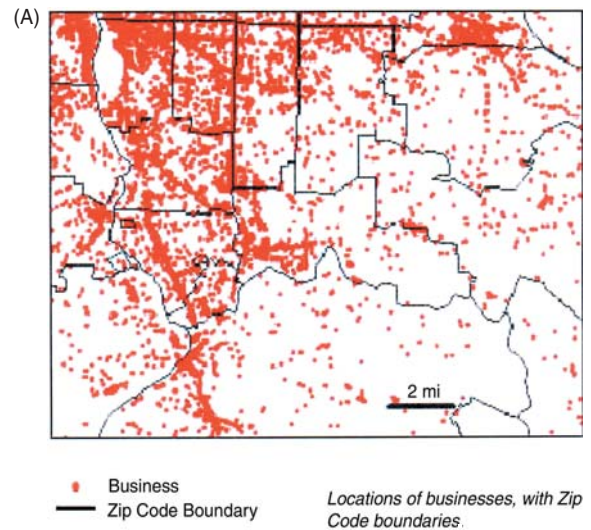 (A)
2 mi
Business
Zip Code Boundary
Locations of businesses, with Zip
Code boundaries.